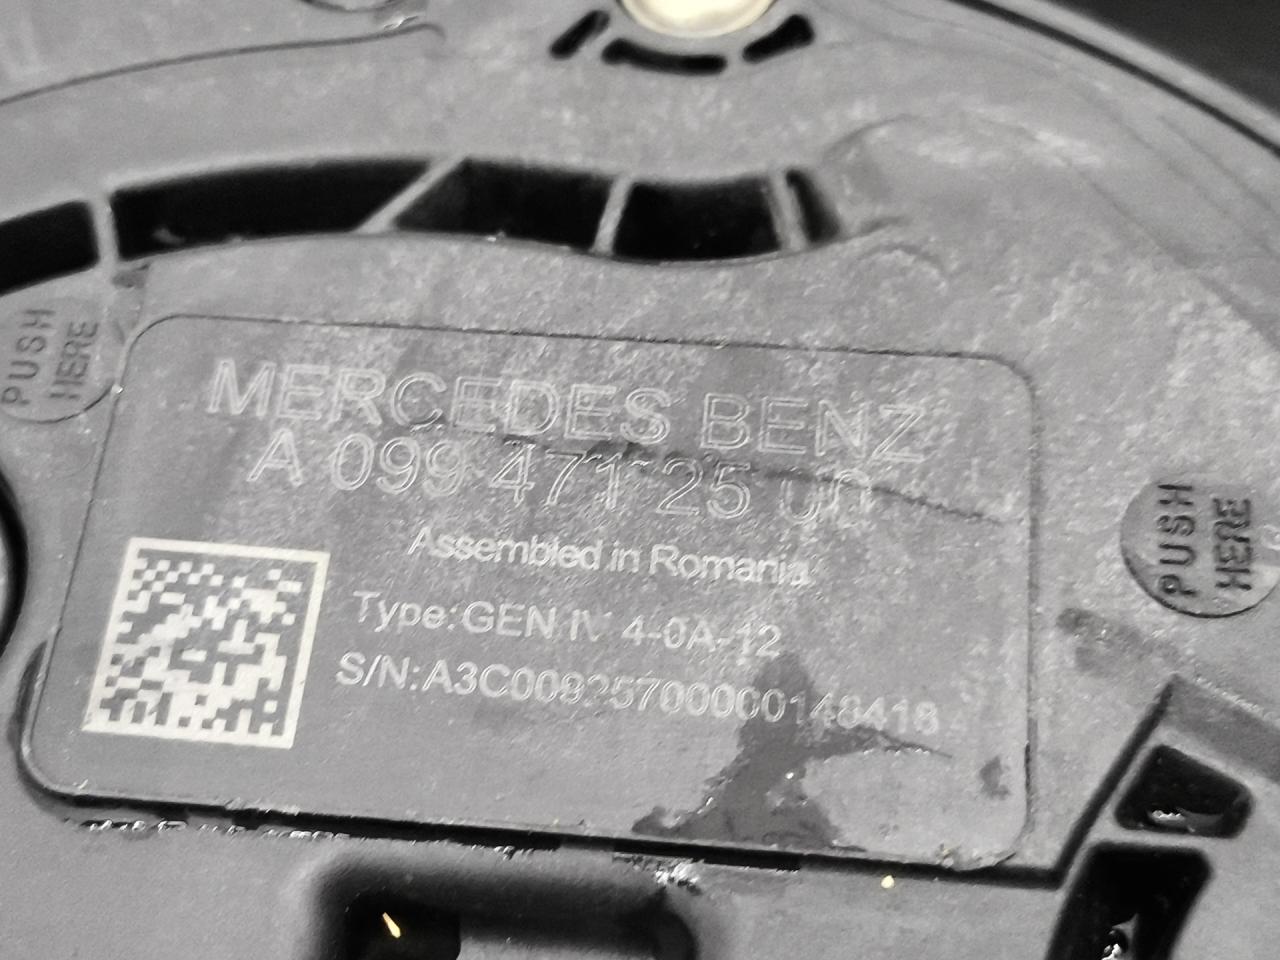 PUSH
HERE
MERCEDES BENZ
A 099 471 25 00
Assembled in Romania
Type:GEN IV 4-0A-12
S/N:A3C00825700000148418
PUSH
HERE